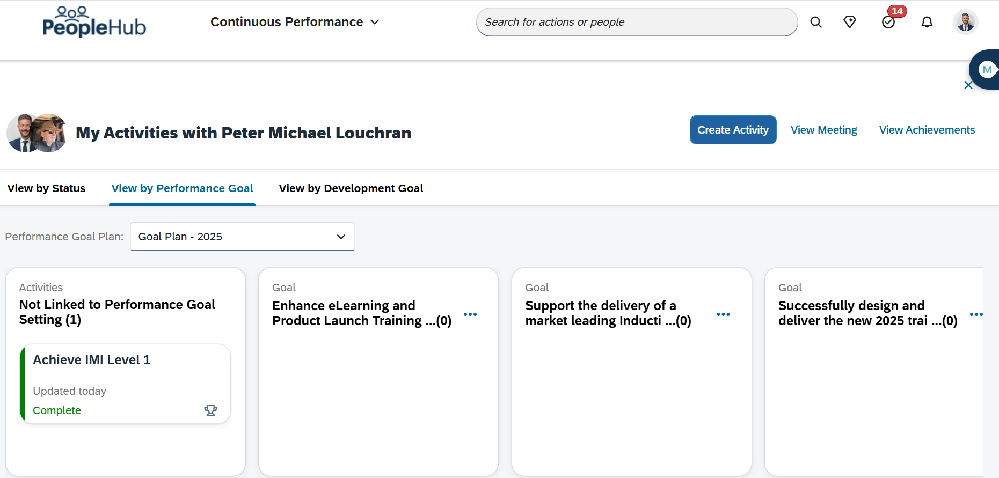 PeopleHub
Continuous Performance
Search for actions or people
14
M
My Activities with Peter Michael Louchran
Create Activity
View Meeting
View Achievements
View by Status
View by Performance Goal
View by Development Goal
Performance Goal Plan:
Goal Plan - 2025
Activities
Not Linked to Performance Goal
Setting (1)
Achieve IMI Level 1
Updated today
Complete
Goal
Enhance eLearning and
Product Launch Training ...(0)
Goal
Support the delivery of a
market leading Inducti ...(0)
Goal
Successfully design and
deliver the new 2025 trai ...(0)